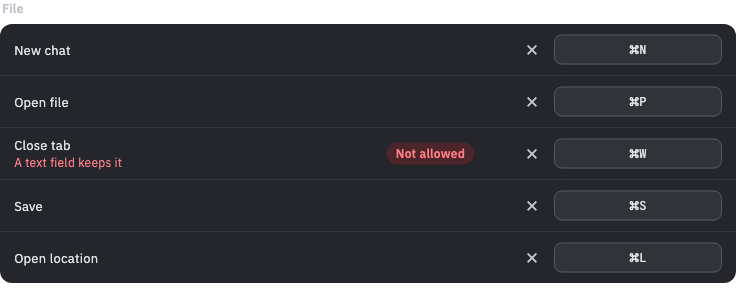 File
New chat
⌘N
Open file
⌘P
Close tab
A text field keeps it
Not allowed
⌘W
Save
⌘S
Open location
⌘L